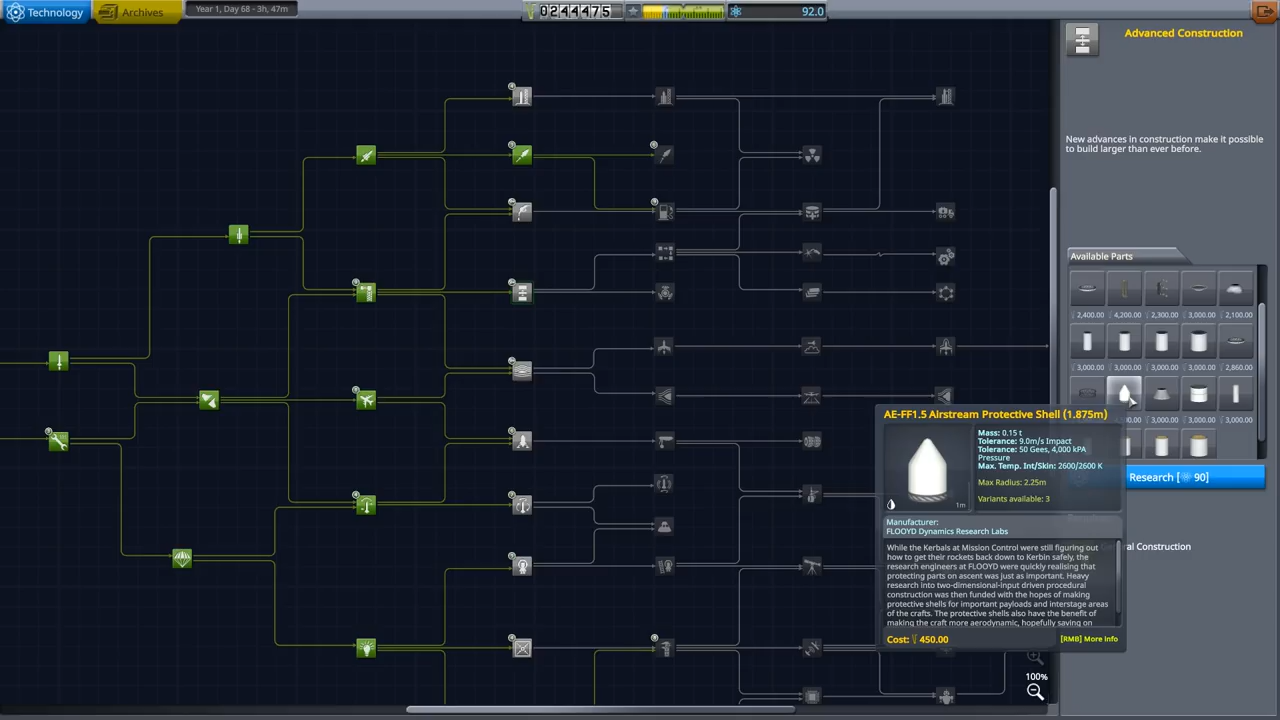 Technology
Archives
Year 1, Day 68 - 3h, 47m
0244475
92.0
Advanced Construction
New advances in construction make it possible
to build larger than ever before.
Available Parts
2,400.00 4,200.00 2,300.00 3,000.00 2,100.00
3,000.00 3,000.00 3,000.00 3,000.00 2,860.00
3,000.00 3,000.00
AE-FF1.5 Airstream Protective Shell (1.875m)
Mass: 0.15 t
Tolerance: 9.0m/s Impact
Tolerance: 50 Gees, 4,000 kPA
Pressure
Max. Temp. Int/Skin: 2600/2600 K
Max Radius: 2.25m
Variants available: 3
1m
Research [ 90]
Manufacturer:
FLOOYD Dynamics Research Labs
While the Kerbals at Mission Control were still figuring out
how to get their rockets back down to Kerbin safely, the
research engineers at FLOOYD were quickly realising that
protecting parts on ascent was just as important. Heavy
research into two-dimensional-input driven procedural
construction was then funded with the hopes of making
protective shells for important payloads and interstage areas
of the crafts. The protective shells also have the benefit of
making the craft more aerodynamic, hopefully saving on
Construction
Cost: 450.00
[RMB] More Info
100%